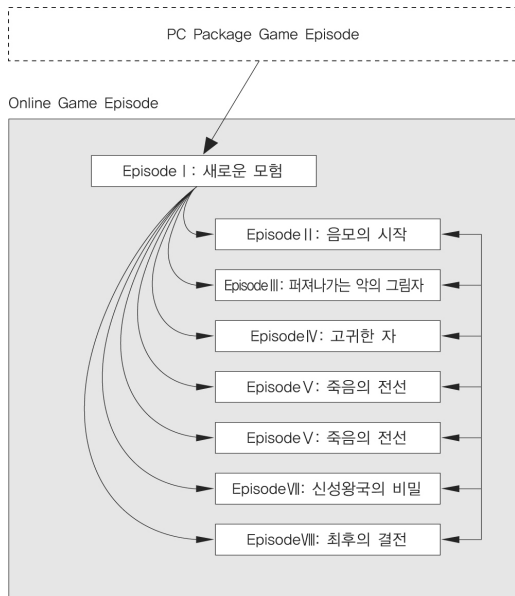 PC Package Game Episode
Online Game Episode
Episode Ⅰ: 새로운 모험
EpisodeⅡ: 음모의 시작
EpisodeⅢ: 퍼져나가는 악의 그림자
EpisodeⅣ: 고귀한 자
EpisodeⅤ: 죽음의 전선
EpisodeⅤ: 죽음의 전선
EpisodeⅦ: 신성왕국의 비밀
EpisodeⅧ: 최후의 결전